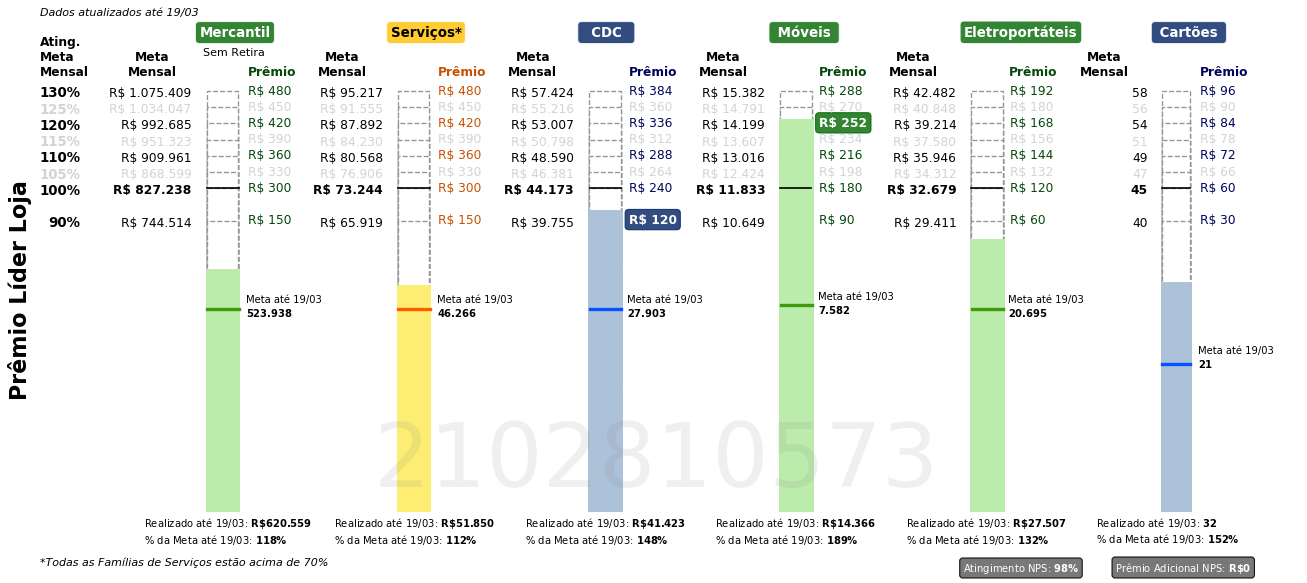 Dados atualizados até 19/03
Mercantil Serviços* CDC Móveis Eletroportáteis Cartões
Sem Retira
Ating. Meta Mensal Meta Mensal Prêmio Meta Mensal Prêmio Meta Mensal Prêmio Meta Mensal Prêmio Meta Mensal Prêmio Meta Mensal Prêmio
130% R$ 1.075.409 R$ 480 R$ 95.217 R$ 480 R$ 57.424 R$ 384 R$ 15.382 R$ 288 R$ 42.482 R$ 192 58 R$ 96
125% R$ 1.034.047 R$ 450 R$ 91.555 R$ 450 R$ 55.216 R$ 360 R$ 14.791 R$ 270 R$ 40.848 R$ 180 56 R$ 90
120% R$ 992.685 R$ 420 R$ 87.892 R$ 420 R$ 53.007 R$ 336 R$ 14.199 R$ 252 R$ 39.214 R$ 168 54 R$ 84
115% R$ 951.323 R$ 390 R$ 84.230 R$ 390 R$ 50.798 R$ 312 R$ 13.607 R$ 234 R$ 37.580 R$ 156 51 R$ 78
110% R$ 909.961 R$ 360 R$ 80.568 R$ 360 R$ 48.590 R$ 288 R$ 13.016 R$ 216 R$ 35.946 R$ 144 49 R$ 72
105% R$ 868.599 R$ 330 R$ 76.906 R$ 330 R$ 46.381 R$ 264 R$ 12.424 R$ 198 R$ 34.312 R$ 132 47 R$ 66
100% R$ 827.238 R$ 300 R$ 73.244 R$ 300 R$ 44.173 R$ 240 R$ 11.833 R$ 180 R$ 32.679 R$ 120 45 R$ 60
90% R$ 744.514 R$ 150 R$ 65.919 R$ 150 R$ 39.755 R$ 120 R$ 10.649 R$ 90 R$ 29.411 R$ 60 40 R$ 30
Prêmio Líder Loja
Meta até 19/03 Meta até 19/03 Meta até 19/03 Meta até 19/03 Meta até 19/03
523.938 46.266 27.903 7.582 20.695
Meta até 19/03
21
2102810573
Realizado até 19/03: R$620.559 Realizado até 19/03: R$51.850 Realizado até 19/03: R$41.423 Realizado até 19/03: R$14.366 Realizado até 19/03: R$27.507 Realizado até 19/03: 32
% da Meta até 19/03: 118% % da Meta até 19/03: 112% % da Meta até 19/03: 148% % da Meta até 19/03: 189% % da Meta até 19/03: 132% % da Meta até 19/03: 152%
*Todas as Famílias de Serviços estão acima de 70%
Atingimento NPS: 98% Prêmio Adicional NPS: R$0